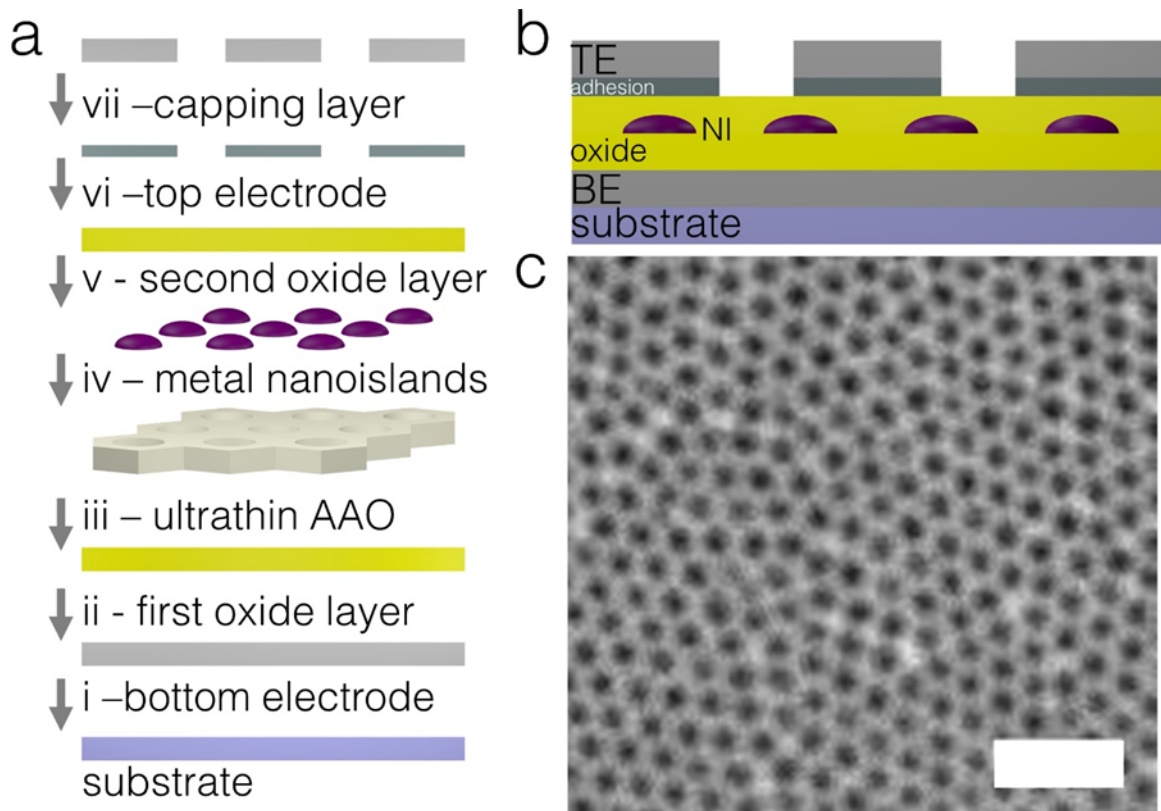 a
vii –capping layer
vi –top electrode
v - second oxide layer
iv – metal nanoislands
iii – ultrathin AAO
ii - first oxide layer
i –bottom electrode
substrate
b
TE
adhesion
NI
oxide
BE
substrate
c